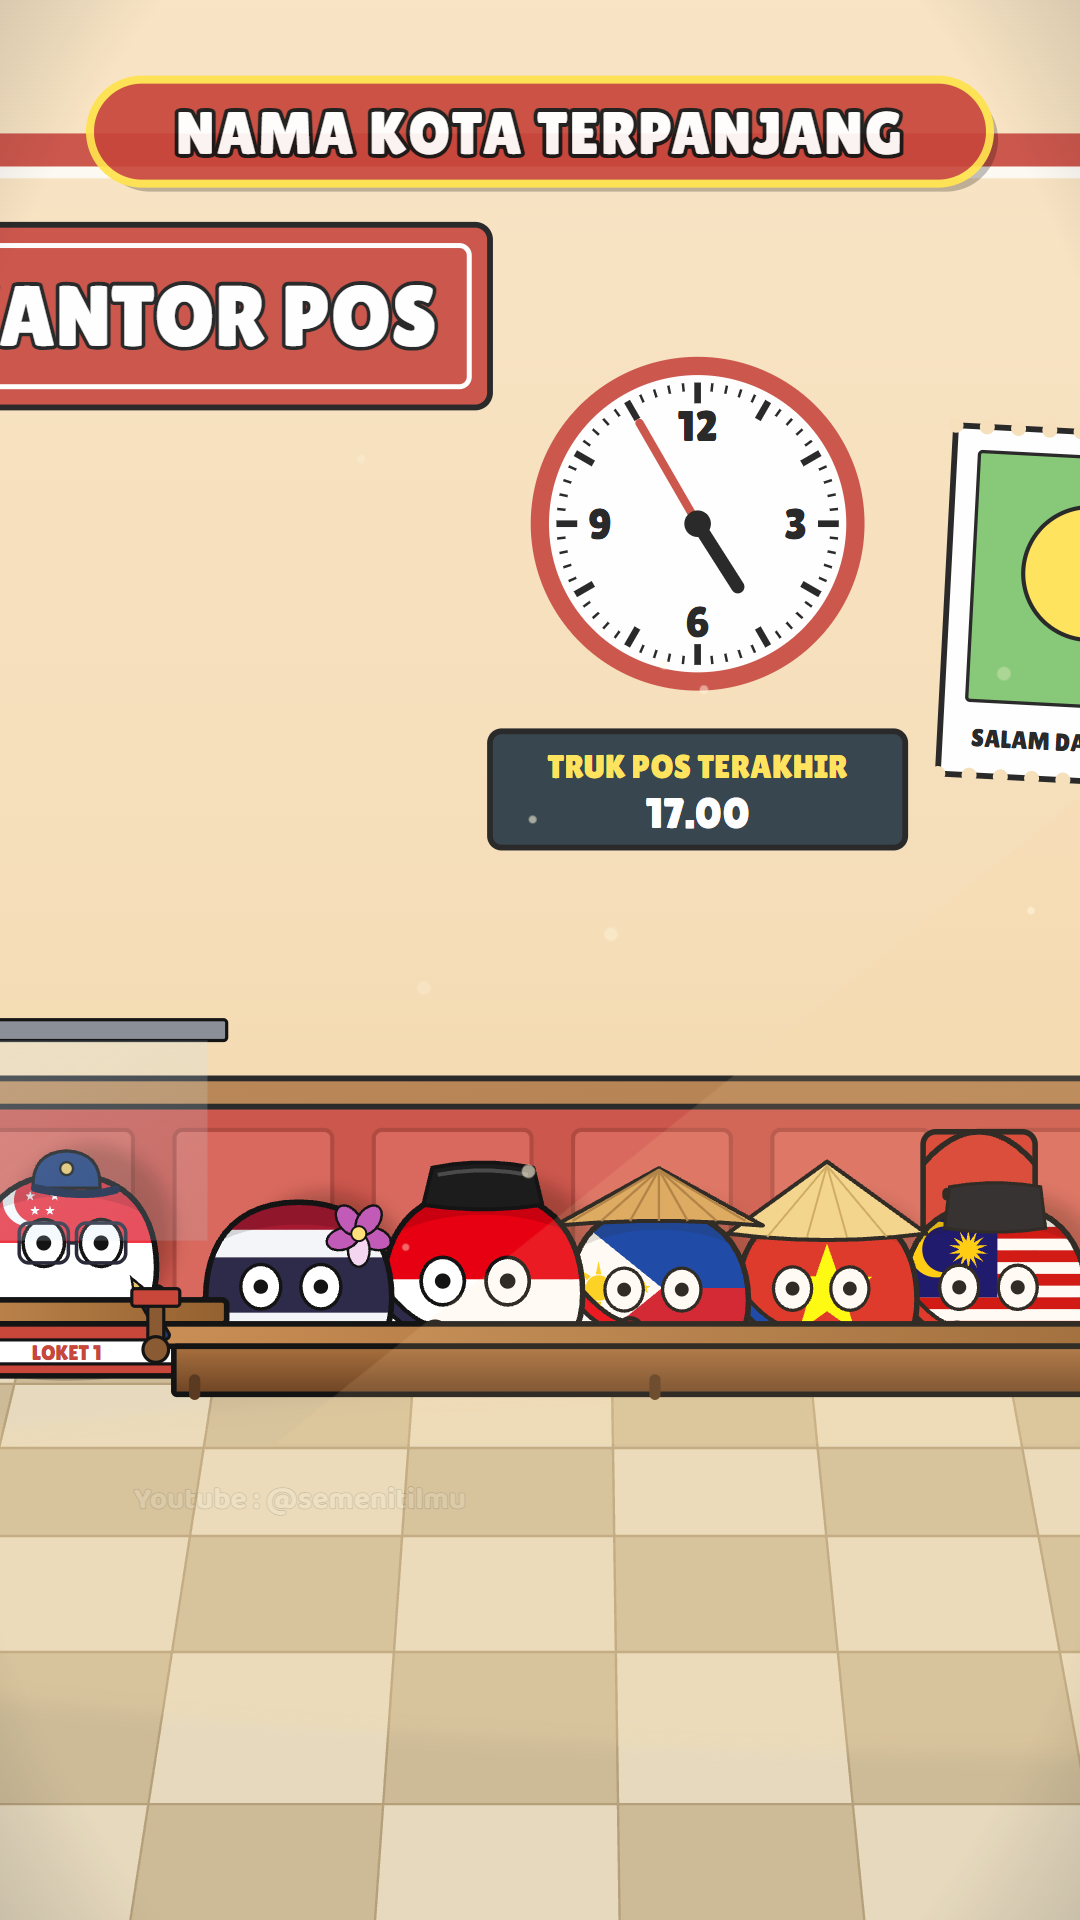 NAMA KOTA TERPANJANG
ANTOR POS
12
9
3
6
SALAM DA
TRUK POS TERAKHIR
17.00
LOKET 1
Youtube : @semenitilmu